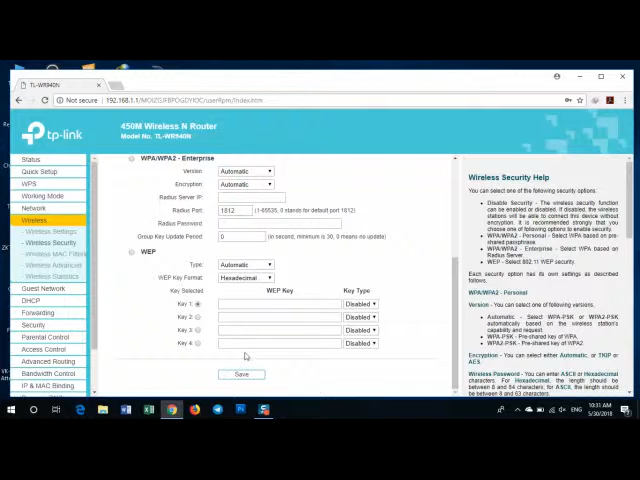 TL-WR940N
Not secure
192.168.1.1/MOIZGJFBPOGDYIOC/userRpm/Index.htm
tp-link
450M Wireless N Router
Model No. TL-WR940N
Status
Quick Setup
WPS
Working Mode
Network
Wireless
- Wireless Settings
- Wireless Security
- Wireless MAC Filtering
- Wireless Advanced
- Wireless Statistics
Guest Network
DHCP
Forwarding
Security
Parental Control
Access Control
Advanced Routing
Bandwidth Control
IP & MAC Binding
WPA/WPA2 - Enterprise
Version: Automatic
Encryption: Automatic
Radius Server IP:
Radius Port: 1812 (1-65535, 0 stands for default port 1812)
Radius Password:
Group Key Update Period: 0 (in second, minimum is 30, 0 means no update)
WEP
Type: Automatic
WEP Key Format: Hexadecimal
Key Selected WEP Key Key Type
Key 1: Disabled
Key 2: Disabled
Key 3: Disabled
Key 4: Disabled
Save
Wireless Security Help
You can select one of the following security options:
Disable Security - The wireless security function can be enabled or disabled. If disabled, the wireless stations will be able to connect this device without encryption. It is recommended strongly that you choose one of following options to enable security.
WPA/WPA2 - Personal - Select WPA based on pre-shared passphrase.
WPA/WPA2 - Enterprise - Select WPA based on Radius Server.
WEP - Select 802.11 WEP security.
Each security option has its own settings as described follows,
WPA/WPA2 - Personal
Version - You can select one of following versions,
Automatic - Select WPA-PSK or WPA2-PSK automatically based on the wireless station's capability and request.
WPA-PSK - Pre-shared key of WPA.
WPA2-PSK - Pre-shared key of WPA2.
Encryption - You can select either Automatic, or TKIP or AES.
Wireless Password - You can enter ASCII or Hexadecimal characters. For Hexadecimal, the length should be between 8 and 64 characters; for ASCII, the length should be between 8 and 63 characters.
ENG
10:31 AM
5/30/2018